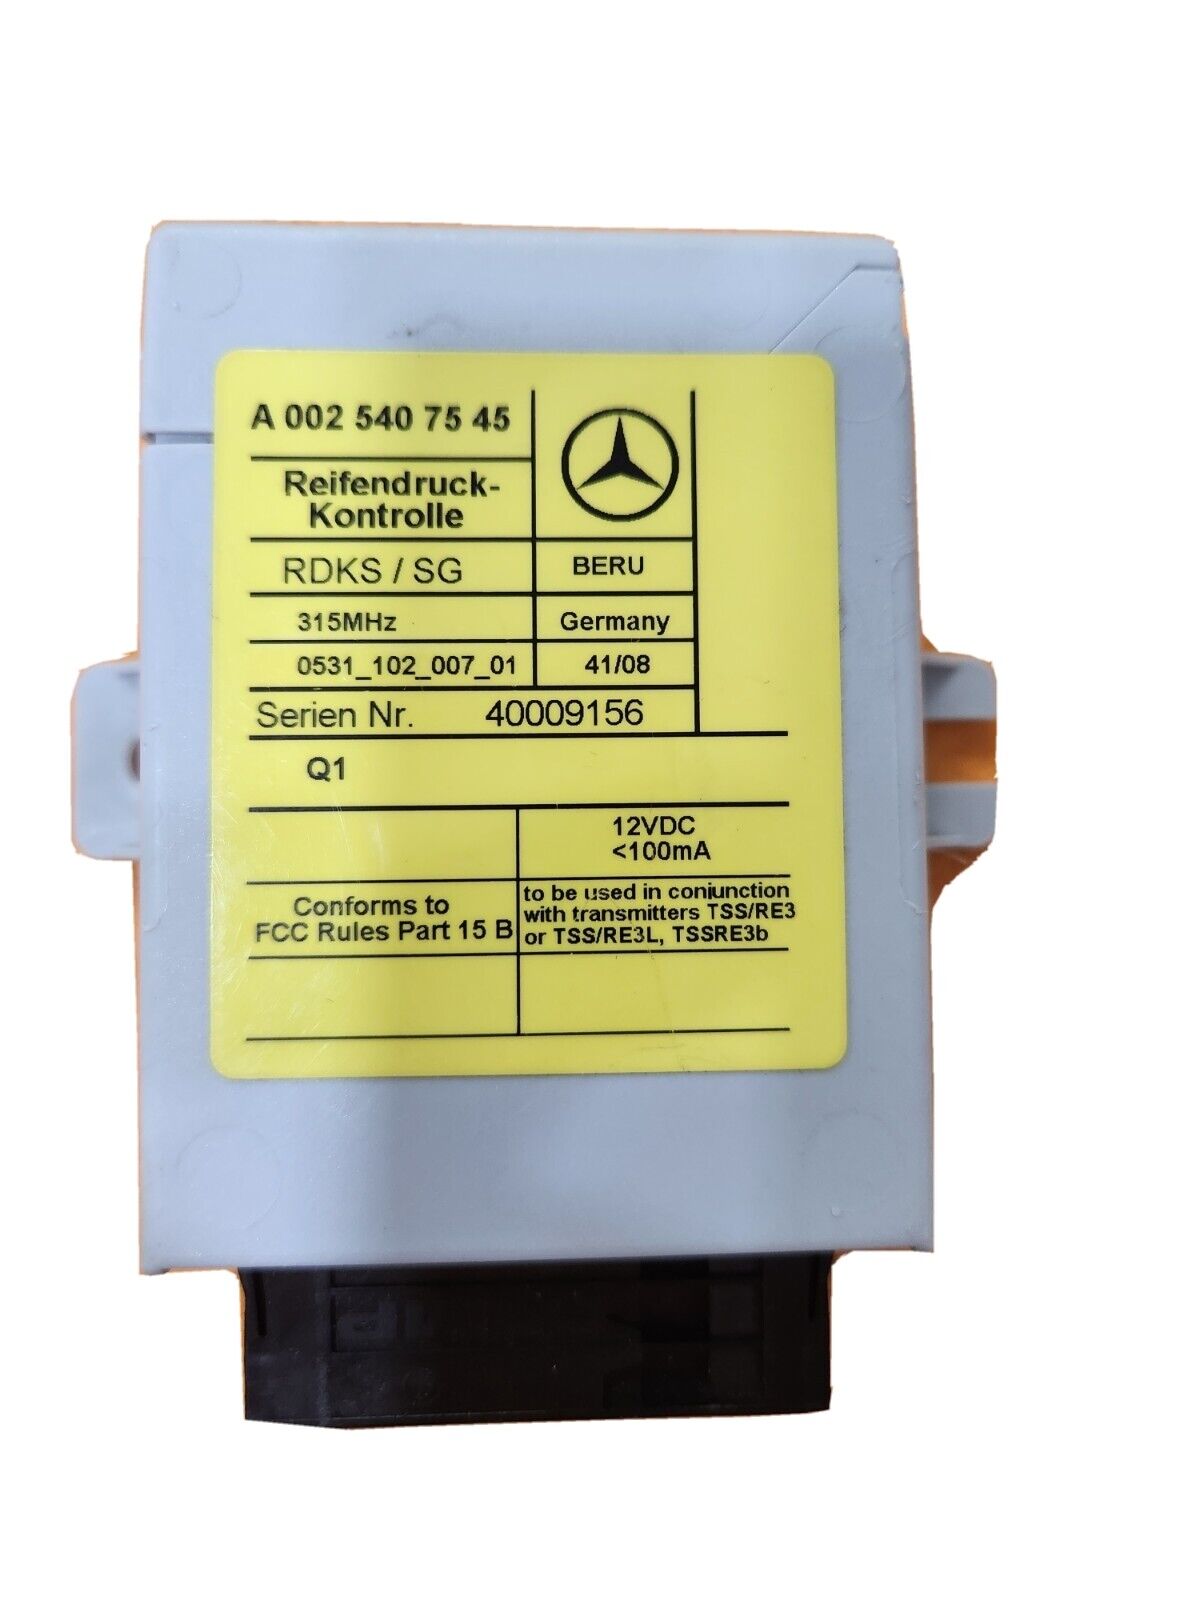 A 002 540 75 45
Reifendruck-
Kontrolle
RDKS / SG
BERU
315MHz
Germany
0531_102_007_01
41/08
Serien Nr. 40009156
Q1
12VDC
<100mA
Conforms to
FCC Rules Part 15 B
to be used in conjunction
with transmitters TSS/RE3
or TSS/RE3L, TSSRE3b